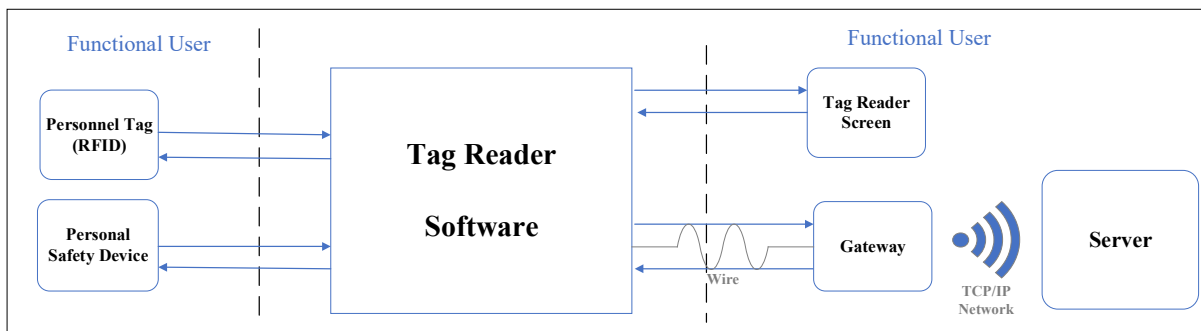 Functional User
Functional User
Personnel Tag
(RFID)
Tag Reader
Software
Tag Reader
Screen
Personal
Safety Device
Gateway
Server
Wire
TCP/IP
Network